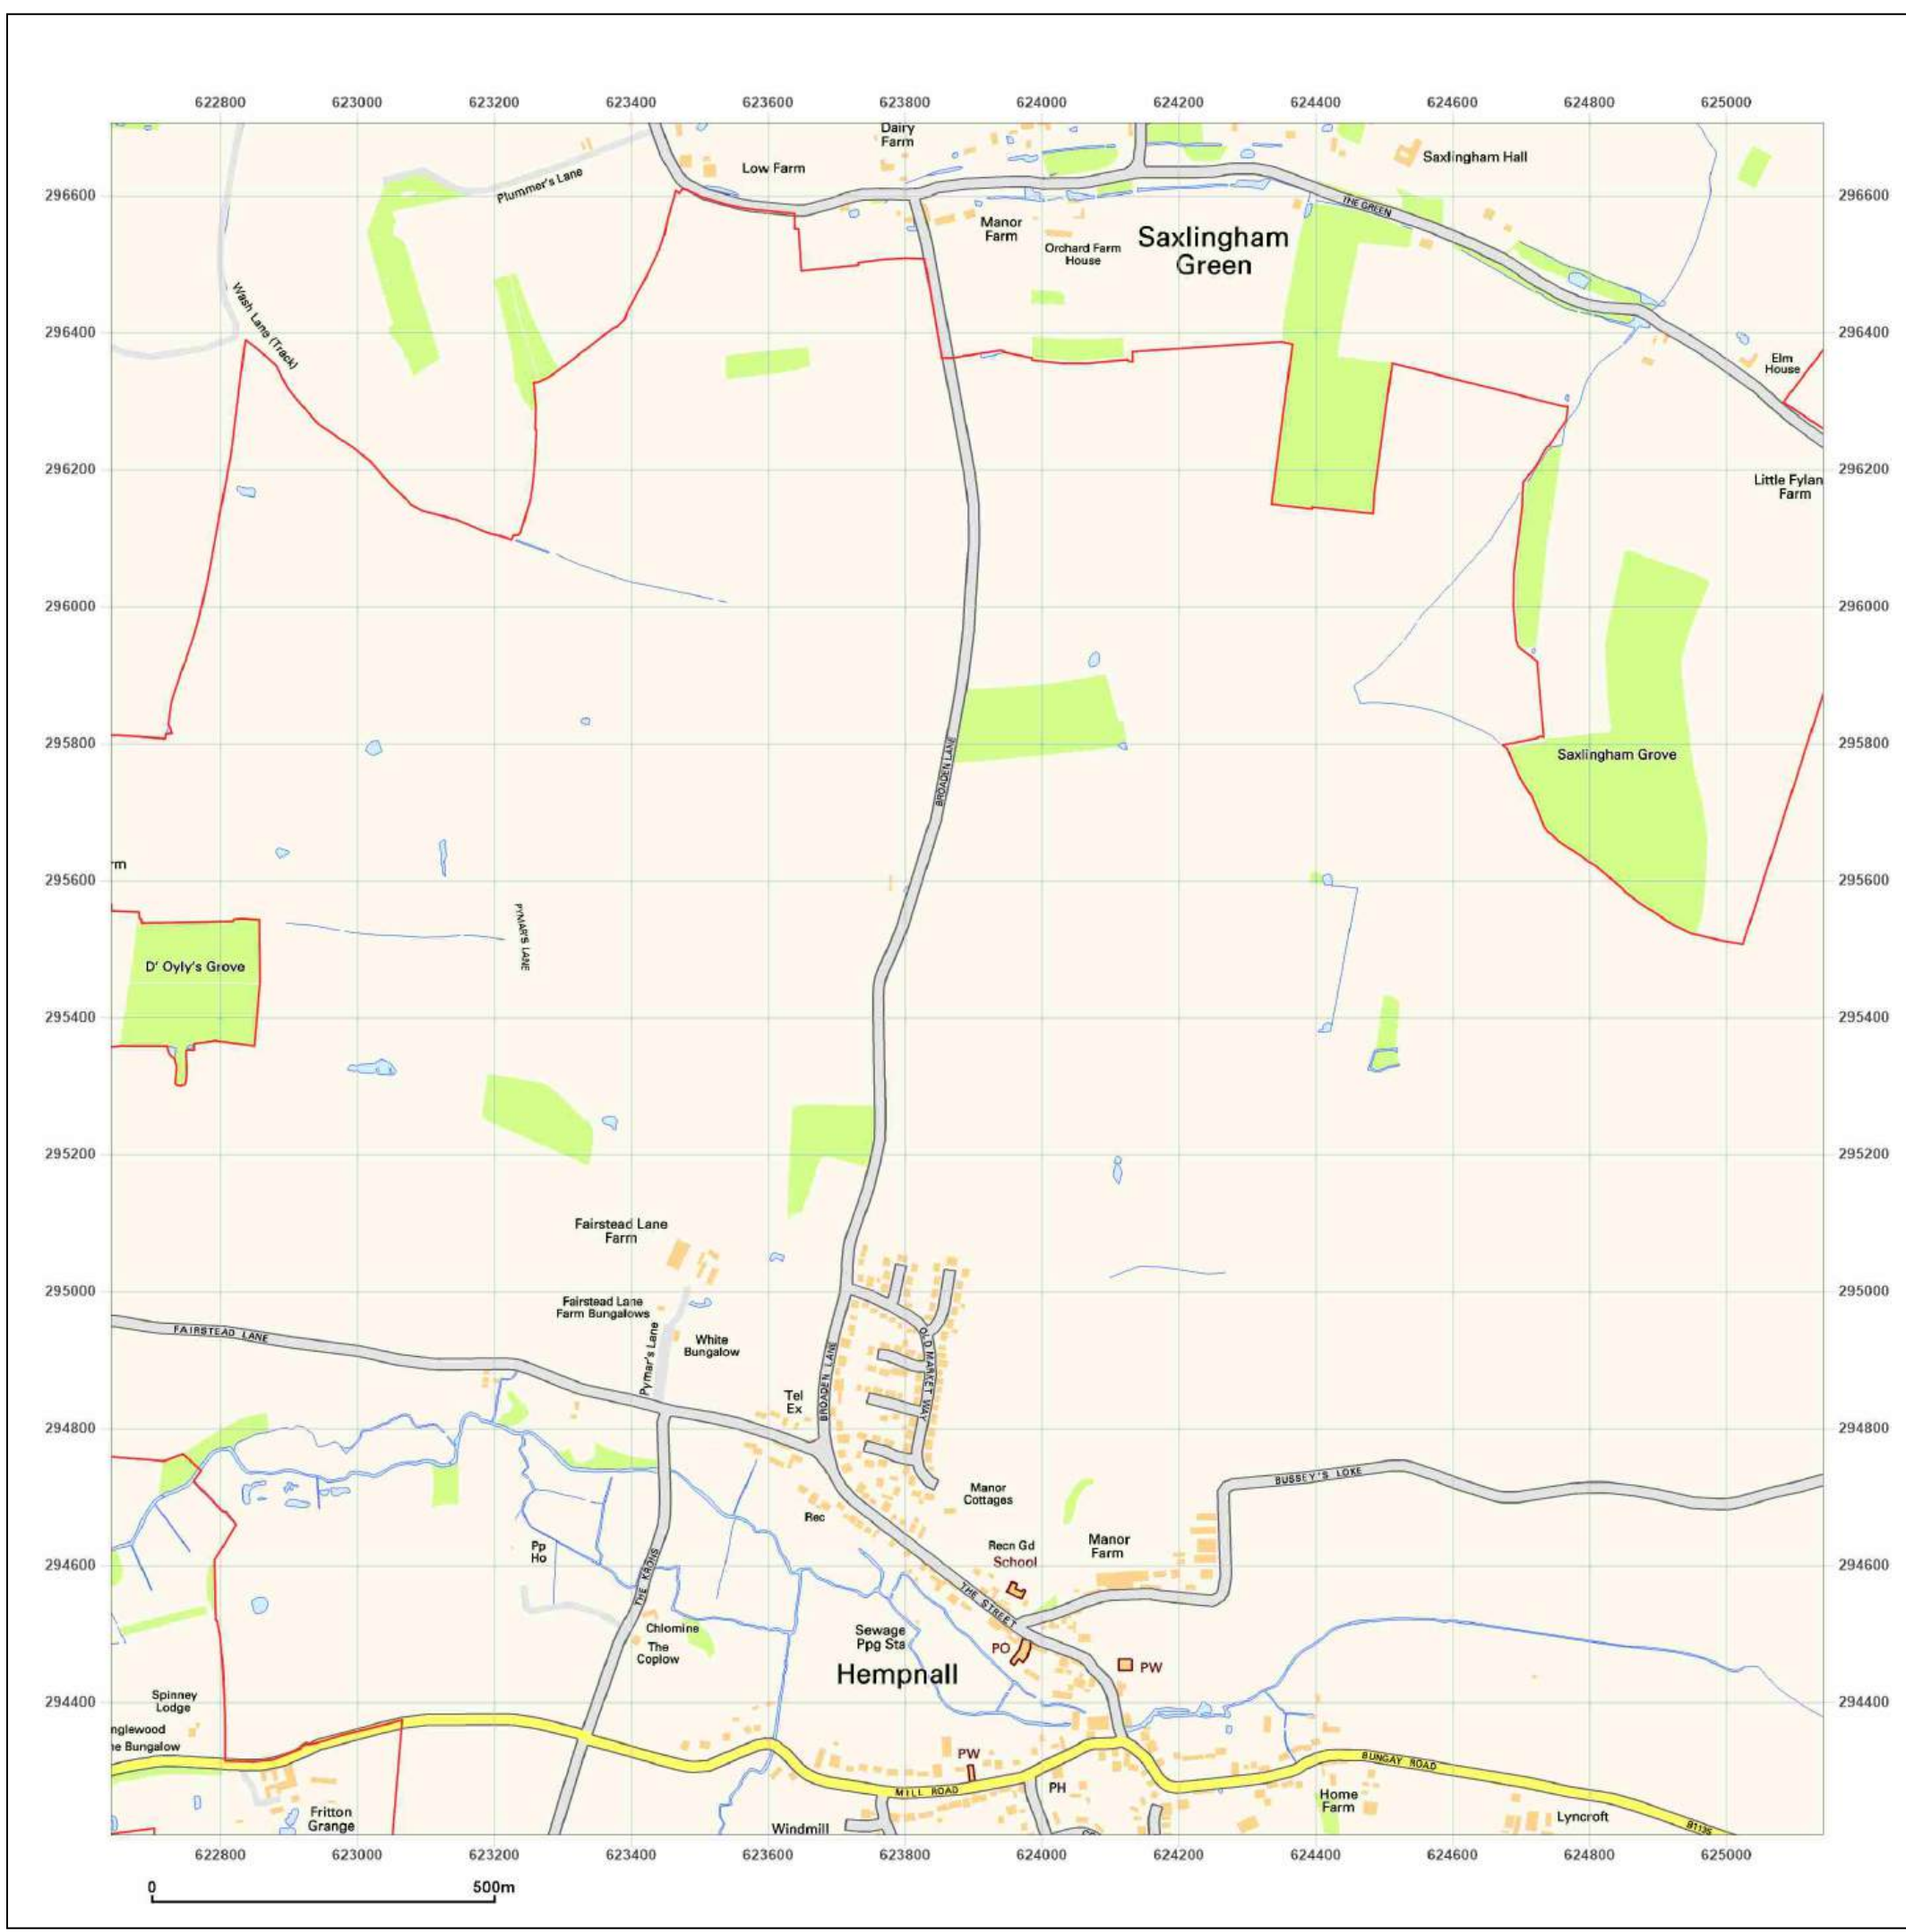 622800 623000 623200 623400 623600 623800 624000 624200 624400 624600 624800 625000
Dairy
Farm
Saxlingham Hall
Low Farm
Plummer's Lane
296600 296600
THE GREEN
Manor
Farm
Orchard Farm
House
Saxlingham
Green
Wash Lane (Track)
296400 296400
Elm
House
296200 296200
Little Fylan
Farm
296000 296000
295800 295800
Saxlingham Grove
BROADEN LANE
rm
295600 295600
PYMAR'S LANE
D' Oyly's Grove
295400 295400
295200 295200
Fairstead Lane
Farm
295000 295000
Fairstead Lane
Farm Bungalows
FAIRSTEAD LANE
White
Bungalow
Pymar's Lane
BROADEN LANE
OLD MARKET WAY
Tel
Ex
294800 294800
BUSSEY'S LOKE
Manor
Cottages
Rec
Pp
Ho
Recn Gd
School
Manor
Farm
294600 294600
THE KRONS
THE STREET
Chlomine
The
Coplow
Sewage
Ppg Sta
PO
PW
Hempnall
Spinney
Lodge
294400 294400
nglewood
he Bungalow
PW
BUNGAY ROAD
MILL ROAD
PH
Home
Farm
Fritton
Grange
Lyncroft
Windmill
B1135
622800 623000 623200 623400 623600 623800 624000 624200 624400 624600 624800 625000
0 500m